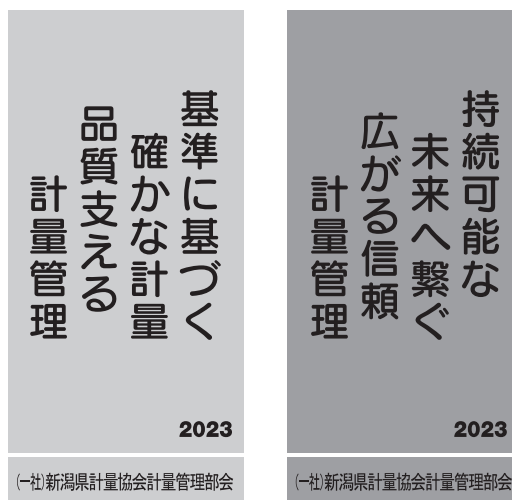 基準に基づく
確かな計量
品質支える
計量管理
2023
(一社)新潟県計量協会計量管理部会
持続可能な
未来へ繋ぐ
広がる信頼
計量管理
2023
(一社)新潟県計量協会計量管理部会